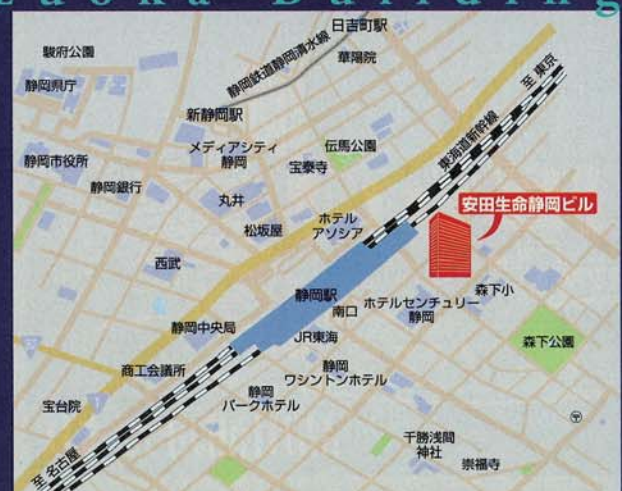 uoka Building
日吉町駅
駿府公園
静岡鉄道静岡清水線
華陽院
静岡県庁
至 東京
新静岡駅
メディアシティ
静岡
伝馬公園
東海道新幹線
静岡市役所
宝泰寺
静岡銀行
丸井
安田生命静岡ビル
ホテル
アソシア
松坂屋
西武
静岡駅
森下小
南口
ホテルセンチュリー
静岡
静岡中央局
JR東海
森下公園
商工会議所
静岡
ワシントンホテル
静岡
パークホテル
宝台院
千勝浅間
神社
至 名古屋
崇福寺
〒